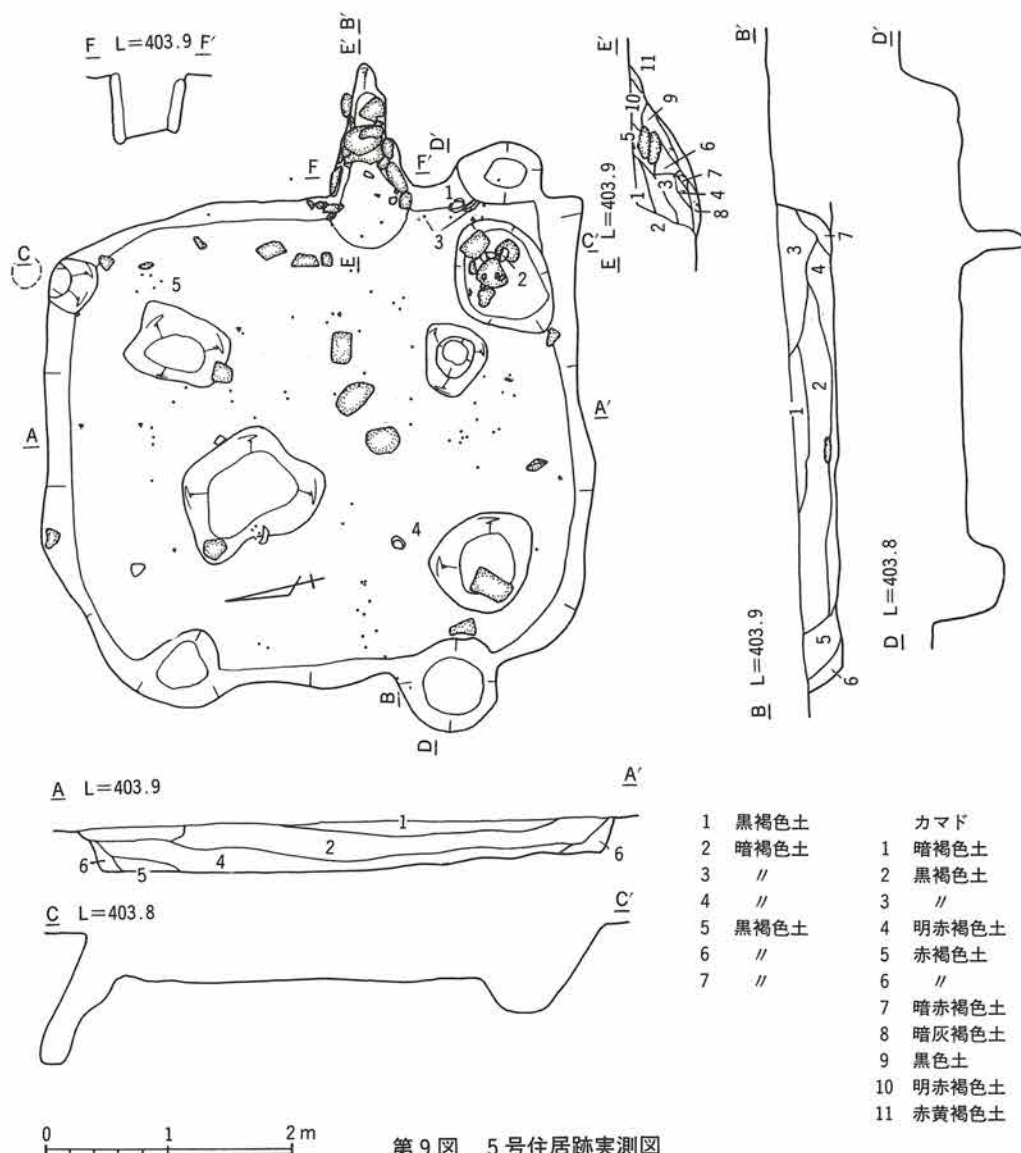 F L=403.9 F′
E′ B′
D′
F
F′
1
C
E
3
C′
5
2
A
A′
4
B
D
E′
11
10
9
5
6
7
1
3
4
8
2
E L=403.9
B′
3
7
4
2
1
5
6
B L=403.9
D′
D L=403.8
A L=403.9
A′
1
2
6
4
5
6
C L=403.8
C′
1 黒褐色土
2 暗褐色土
3 〃
4 〃
5 黒褐色土
6 〃
7 〃
カマド
1 暗褐色土
2 黒褐色土
3 〃
4 明赤褐色土
5 赤褐色土
6 〃
7 暗赤褐色土
8 暗灰褐色土
9 黒色土
10 明赤褐色土
11 赤黄褐色土
0 1 2m
第9図 5号住居跡実測図